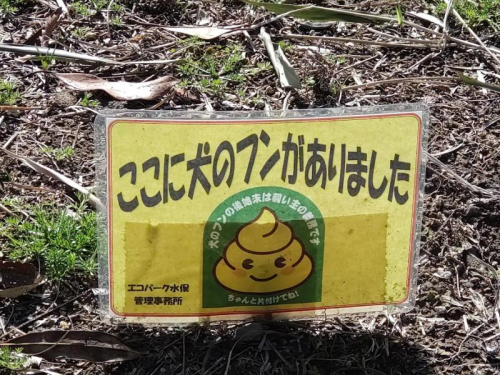 ここに犬のフンがありました
犬のフンの後始末は飼い主の義務です
ちゃんと片付けてね!
エコパーク水俣
管理事務所